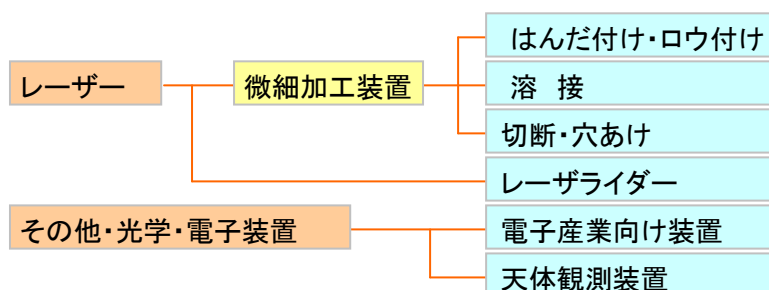 はんだ付け・ロウ付け
レーザー
微細加工装置
溶 接
切断・穴あけ
レーザライダー
その他・光学・電子装置
電子産業向け装置
天体観測装置